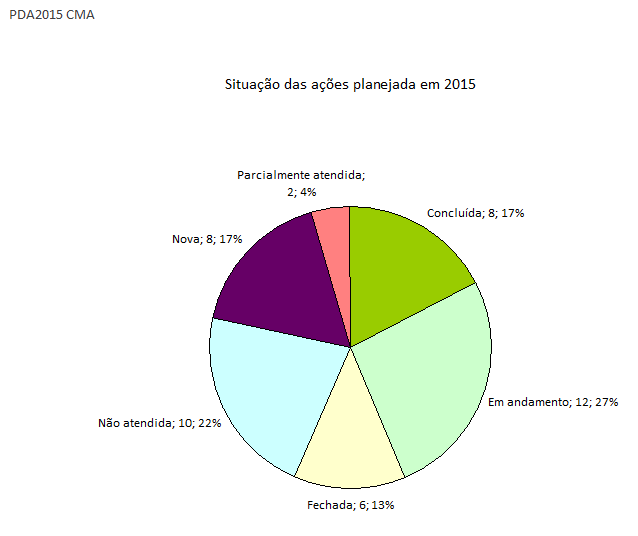 PDA2015 CMA
Situação das ações planejada em 2015
Parcialmente atendida;
2; 4%
Concluída; 8; 17%
Nova; 8; 17%
Em andamento; 12; 27%
Não atendida; 10; 22%
Fechada; 6; 13%